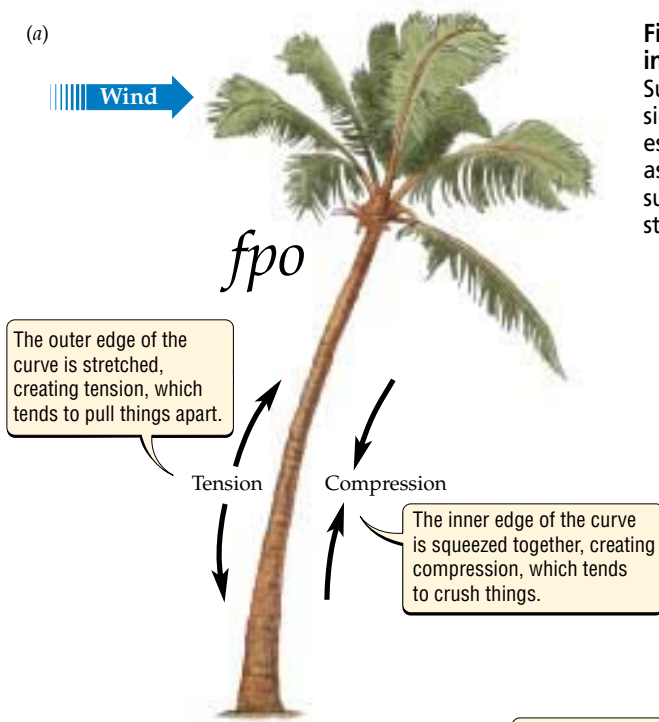 (a)
Wind
fpo
The outer edge of the
curve is stretched,
creating tension, which
tends to pull things apart.
Tension
Compression
The inner edge of the curve
is squeezed together, creating
compression, which tends
to crush things.